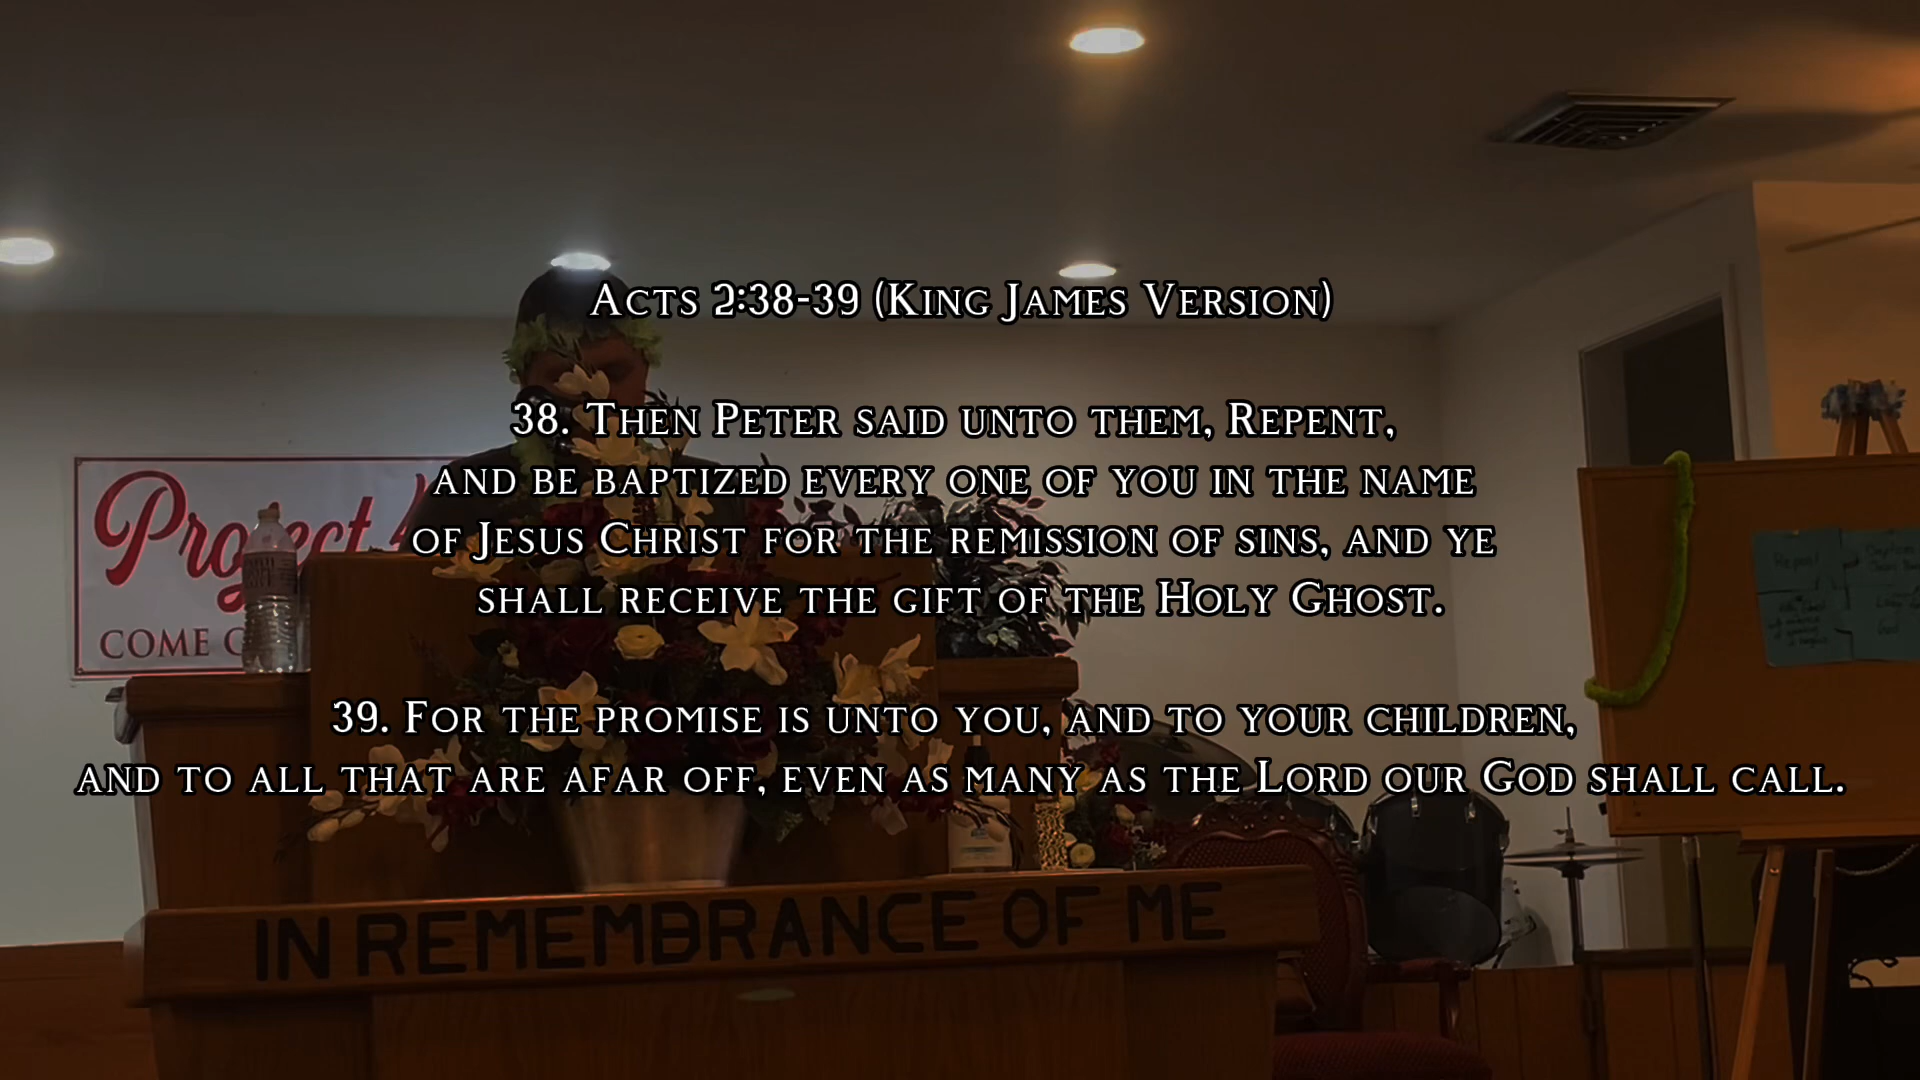 Acts 2:38-39 (King James Version)
38. Then Peter said unto them, Repent,
and be baptized every one of you in the name
of Jesus Christ for the remission of sins, and ye
shall receive the gift of the Holy Ghost.
39. For the promise is unto you, and to your children,
and to all that are afar off, even as many as the Lord our God shall call.
Project
COME
Repent
God
IN REMEMBRANCE OF ME